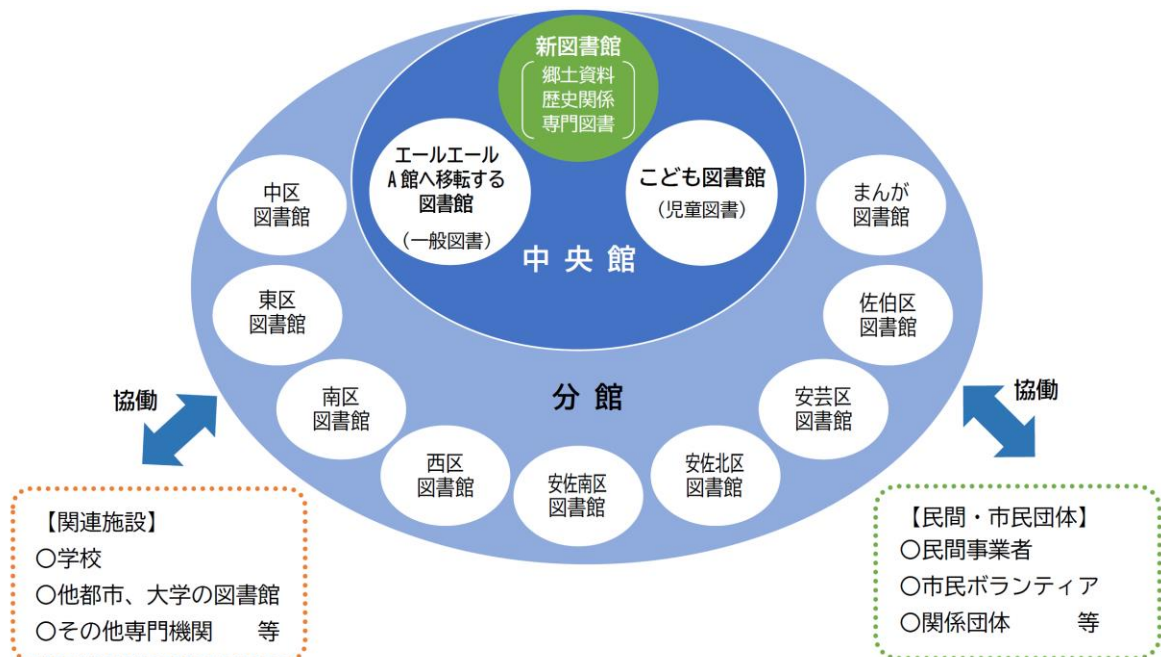 新図書館
郷土資料
歴史関係
専門図書
エールエール
A館へ移転する
図書館
(一般図書)
こども図書館
(児童図書)
中央館
中区
図書館
東区
図書館
南区
図書館
西区
図書館
安佐南区
図書館
安佐北区
図書館
安芸区
図書館
佐伯区
図書館
まんが
図書館
分館
協働
協働
【関連施設】
○学校
○他都市、大学の図書館
○その他専門機関 等
【民間・市民団体】
○民間事業者
○市民ボランティア
○関係団体 等